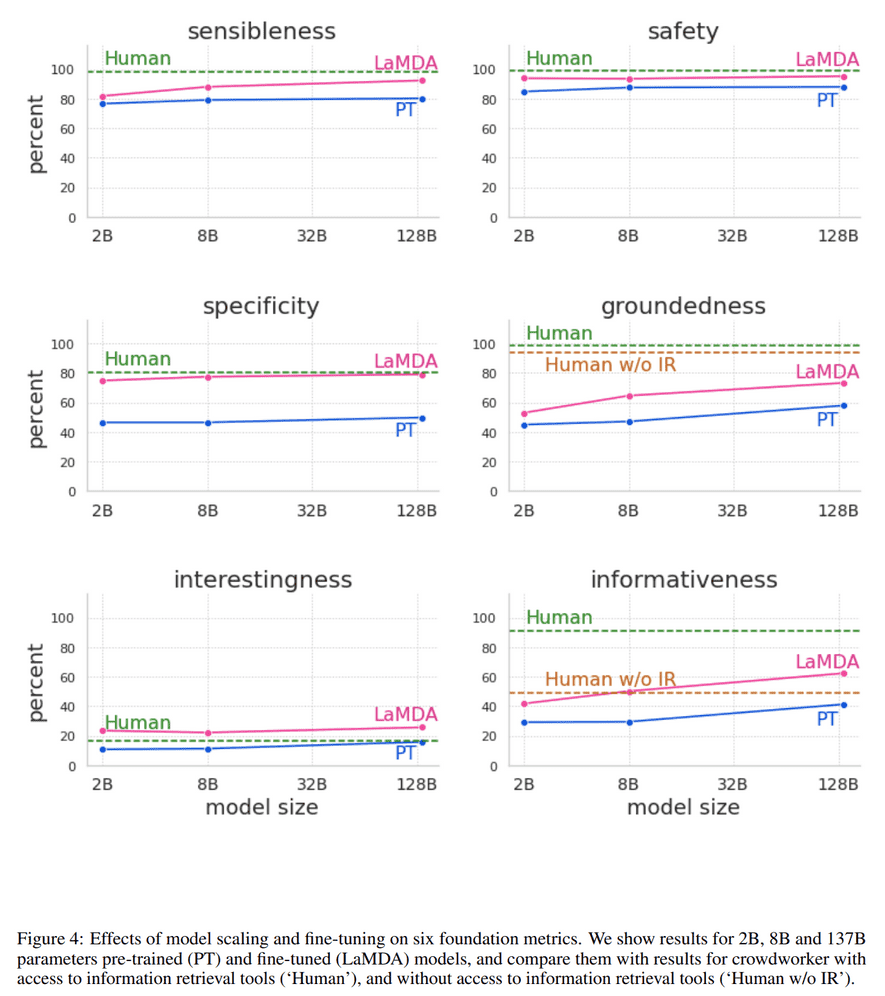 sensibleness
Human
LaMDA
PT
percent
100
80
60
40
20
0
2B 8B 32B 128B
safety
Human
LaMDA
PT
100
80
60
40
20
0
2B 8B 32B 128B
specificity
Human
LaMDA
PT
percent
100
80
60
40
20
0
2B 8B 32B 128B
groundedness
Human
Human w/o IR
LaMDA
PT
100
80
60
40
20
0
2B 8B 32B 128B
interestingness
Human
LaMDA
PT
percent
100
80
60
40
20
0
2B 8B 32B 128B
model size
informativeness
Human
LaMDA
Human w/o IR
PT
100
80
60
40
20
0
2B 8B 32B 128B
model size
Figure 4: Effects of model scaling and fine-tuning on six foundation metrics. We show results for 2B, 8B and 137B
parameters pre-trained (PT) and fine-tuned (LaMDA) models, and compare them with results for crowdworker with
access to information retrieval tools (‘Human’), and without access to information retrieval tools (‘Human w/o IR’).